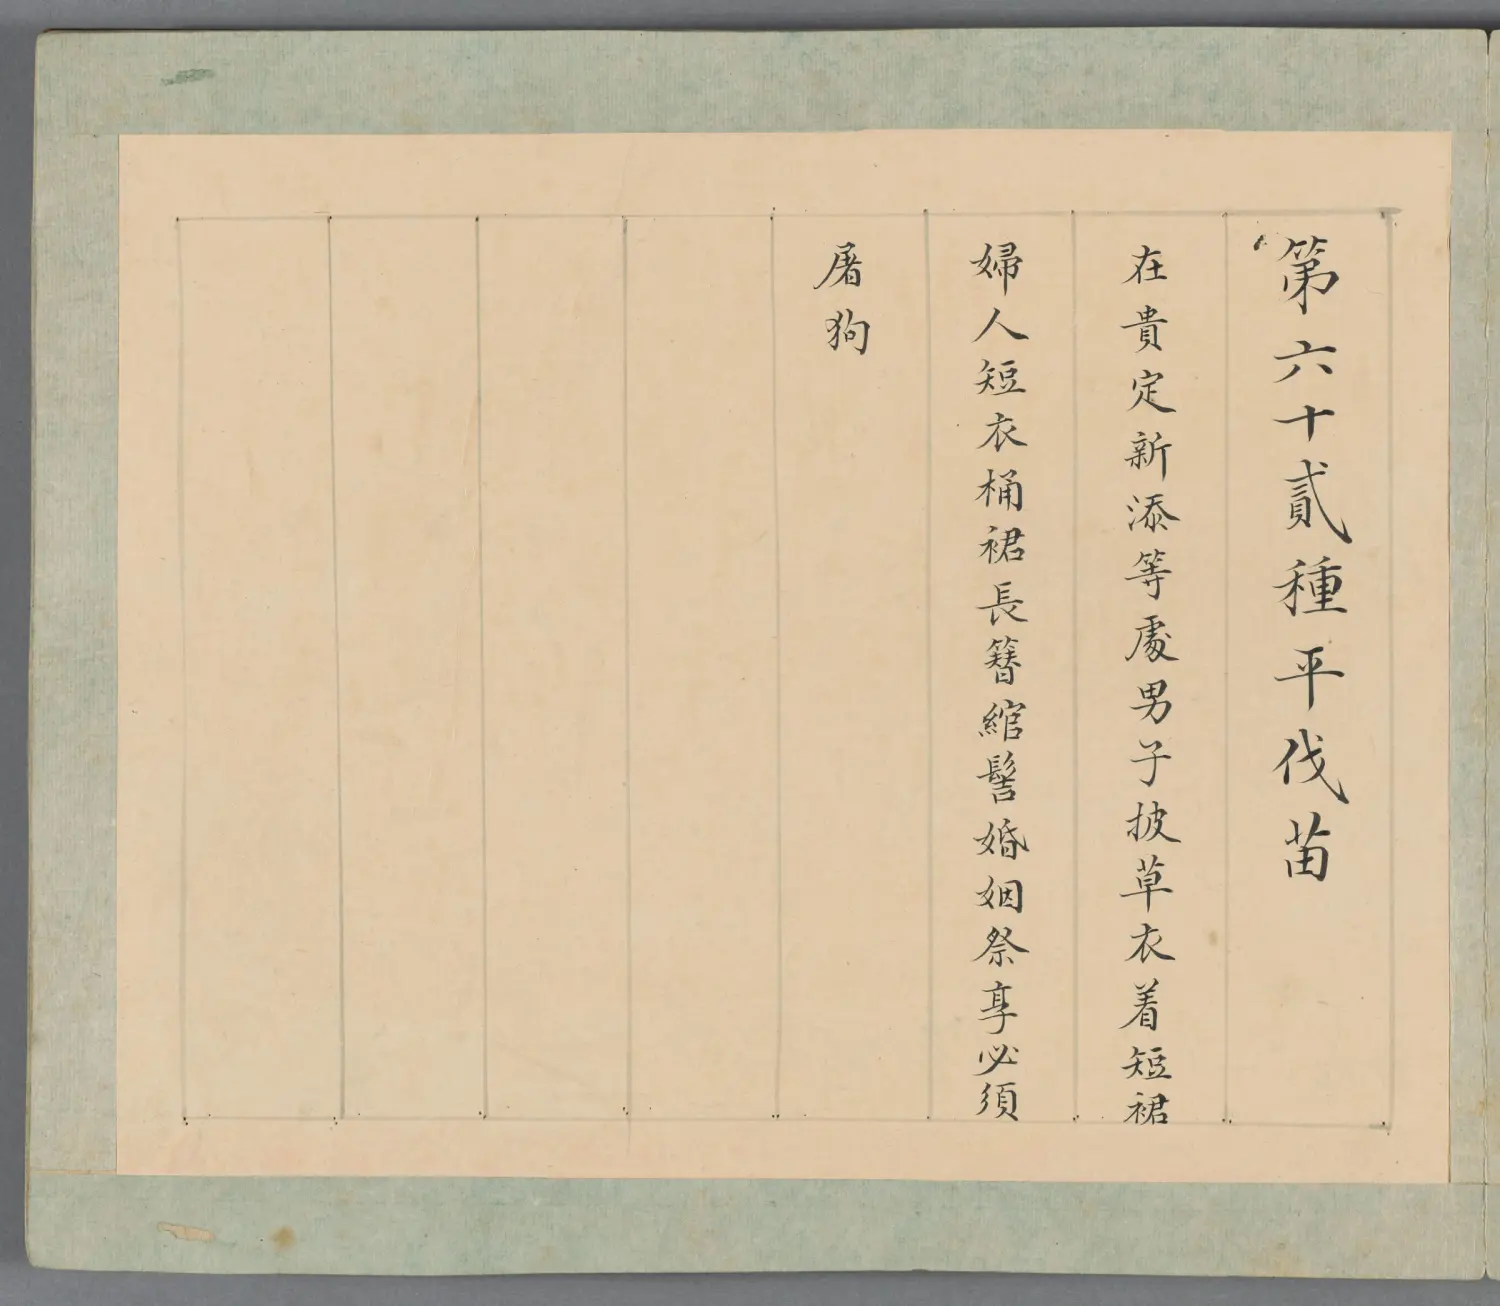 第六十貳種平伐苗
在貴定新添等處男子披草衣着短裙
婦人短衣桶裙長簪綰髻婚姻祭享必須
屠狗